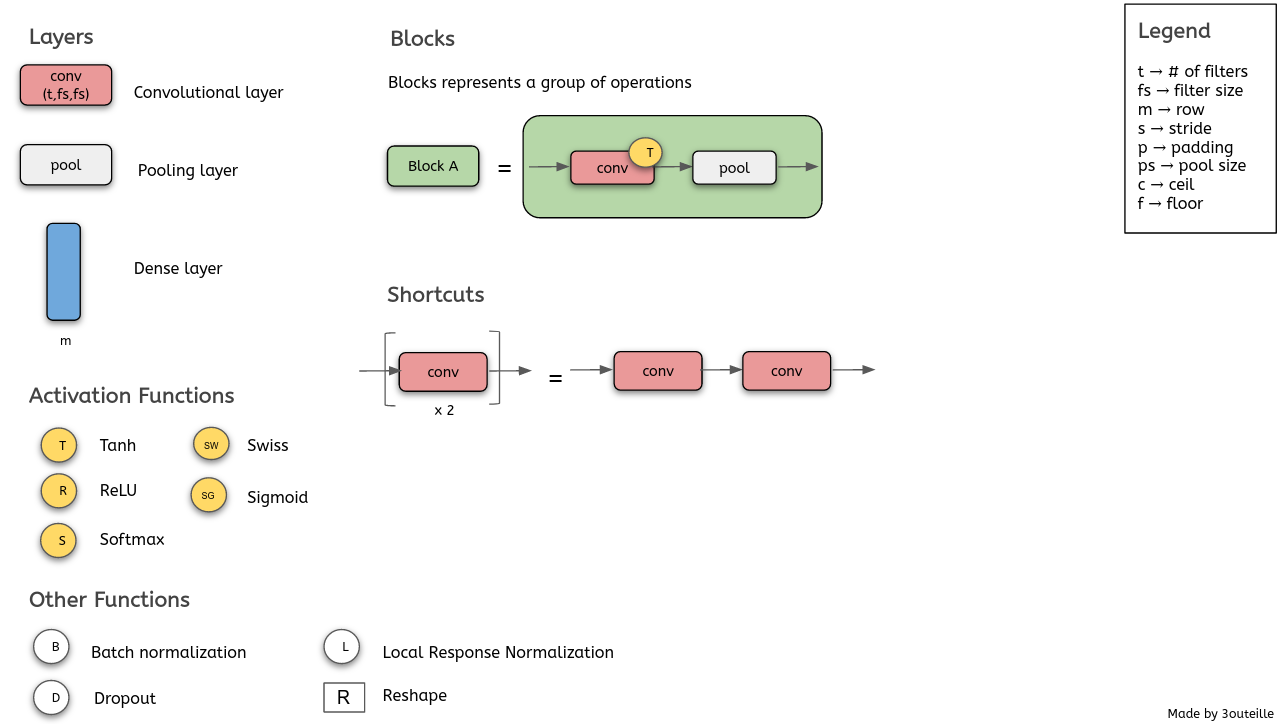 Layers
conv
(t,fs,fs)
Convolutional layer
pool
Pooling layer
Dense layer
m
Activation Functions
T
Tanh
SW
Swiss
R
ReLU
SG
Sigmoid
S
Softmax
Other Functions
B
Batch normalization
L
Local Response Normalization
D
Dropout
R
Reshape
Blocks
Blocks represents a group of operations
Block A
=
conv
T
pool
Shortcuts
conv
x 2
=
conv
conv
Legend
t → # of filters
fs → filter size
m → row
s → stride
p → padding
ps → pool size
c → ceil
f → floor
Made by 3outeille